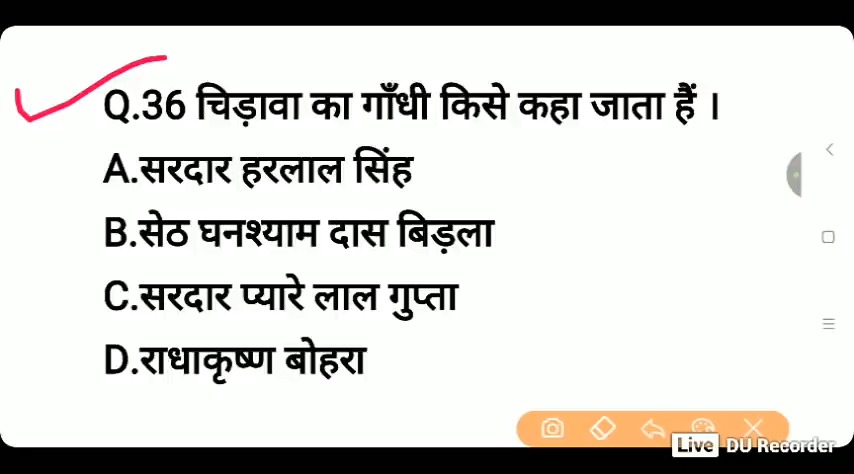 Q.36 चिड़ावा का गाँधी किसे कहा जाता हैं ।
A.सरदार हरलाल सिंह
B.सेठ घनश्याम दास बिड़ला
C.सरदार प्यारे लाल गुप्ता
D.राधाकृष्ण बोहरा
Live DU Recorder